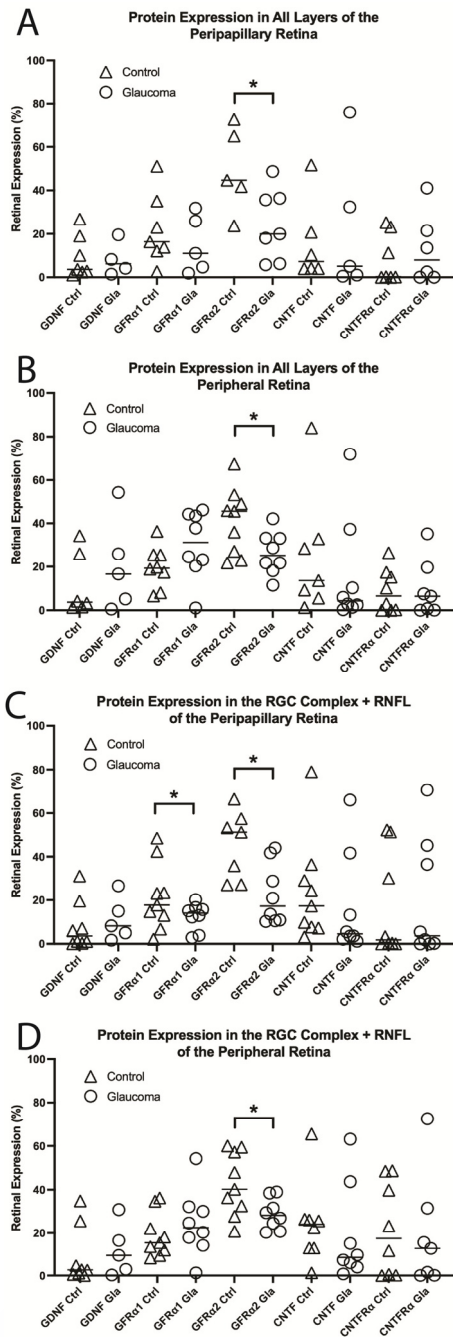 A
Protein Expression in All Layers of the
Peripapillary Retina
Retinal Expression (%)
100
80
60
40
20
0
Control
Glaucoma
*
GDNF Ctrl
GDNF Gla
GFRα1 Ctrl
GFRα1 Gla
GFRα2 Ctrl
GFRα2 Gla
CNTF Ctrl
CNTF Gla
CNTFRα Ctrl
CNTFRα Gla
B
Protein Expression in All Layers of the
Peripheral Retina
Retinal Expression (%)
100
80
60
40
20
0
Control
Glaucoma
*
GDNF Ctrl
GDNF Gla
GFRα1 Ctrl
GFRα1 Gla
GFRα2 Ctrl
GFRα2 Gla
CNTF Ctrl
CNTF Gla
CNTFRα Ctrl
CNTFRα Gla
C
Protein Expression in the RGC Complex + RNFL
of the Peripapillary Retina
Retinal Expression (%)
100
80
60
40
20
0
Control
Glaucoma
*
*
GDNF Ctrl
GDNF Gla
GFRα1 Ctrl
GFRα1 Gla
GFRα2 Ctrl
GFRα2 Gla
CNTF Ctrl
CNTF Gla
CNTFRα Ctrl
CNTFRα Gla
D
Protein Expression in the RGC Complex + RNFL
of the Peripheral Retina
Retinal Expression (%)
100
80
60
40
20
0
Control
Glaucoma
*
GDNF Ctrl
GDNF Gla
GFRα1 Ctrl
GFRα1 Gla
GFRα2 Ctrl
GFRα2 Gla
CNTF Ctrl
CNTF Gla
CNTFRα Ctrl
CNTFRα Gla